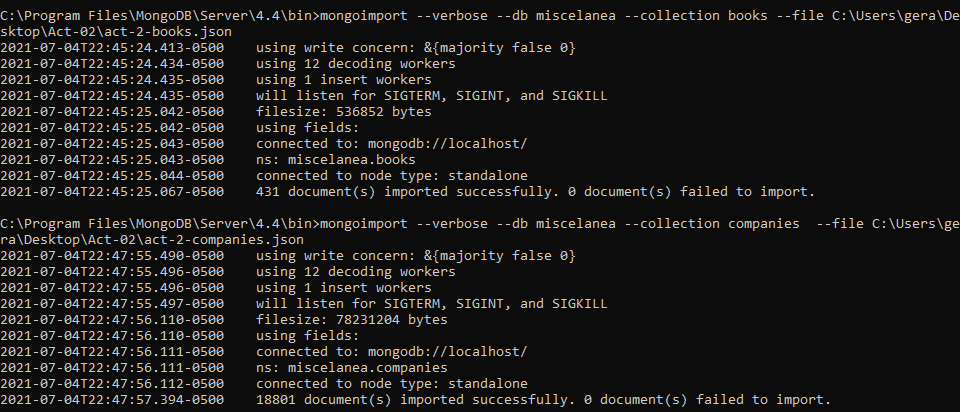 C:\Program Files\MongoDB\Server\4.4\bin>mongoimport --verbose --db miscelanea --collection books --file C:\Users\gera\De
sktop\Act-02\act-2-books.json
2021-07-04T22:45:24.413-0500    using write concern: &{majority false 0}
2021-07-04T22:45:24.434-0500    using 12 decoding workers
2021-07-04T22:45:24.435-0500    using 1 insert workers
2021-07-04T22:45:24.435-0500    will listen for SIGTERM, SIGINT, and SIGKILL
2021-07-04T22:45:25.042-0500    filesize: 536852 bytes
2021-07-04T22:45:25.043-0500    using fields:
2021-07-04T22:45:25.043-0500    connected to: mongodb://localhost/
2021-07-04T22:45:25.043-0500    ns: miscelanea.books
2021-07-04T22:45:25.044-0500    connected to node type: standalone
2021-07-04T22:45:25.067-0500    431 document(s) imported successfully. 0 document(s) failed to import.
C:\Program Files\MongoDB\Server\4.4\bin>mongoimport --verbose --db miscelanea --collection companies  --file C:\Users\ge
ra\Desktop\Act-02\act-2-companies.json
2021-07-04T22:47:55.490-0500    using write concern: &{majority false 0}
2021-07-04T22:47:55.496-0500    using 12 decoding workers
2021-07-04T22:47:55.496-0500    using 1 insert workers
2021-07-04T22:47:55.497-0500    will listen for SIGTERM, SIGINT, and SIGKILL
2021-07-04T22:47:56.110-0500    filesize: 78231204 bytes
2021-07-04T22:47:56.110-0500    using fields:
2021-07-04T22:47:56.111-0500    connected to: mongodb://localhost/
2021-07-04T22:47:56.111-0500    ns: miscelanea.companies
2021-07-04T22:47:56.112-0500    connected to node type: standalone
2021-07-04T22:47:57.394-0500    18801 document(s) imported successfully. 0 document(s) failed to import.